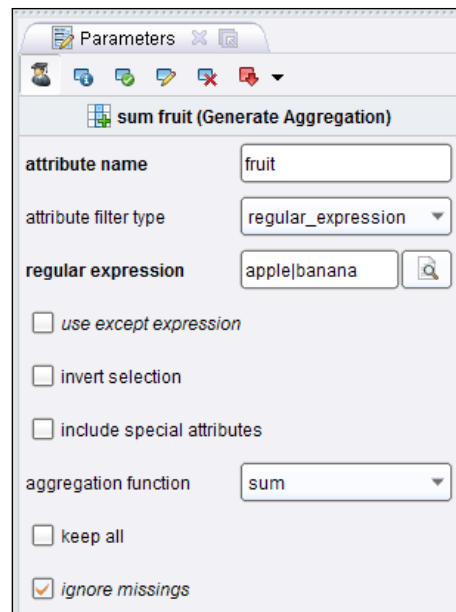 Parameters
sum fruit (Generate Aggregation)
attribute name fruit
attribute filter type regular_expression
regular expression apple|banana
use except expression
invert selection
include special attributes
aggregation function sum
keep all
ignore missings